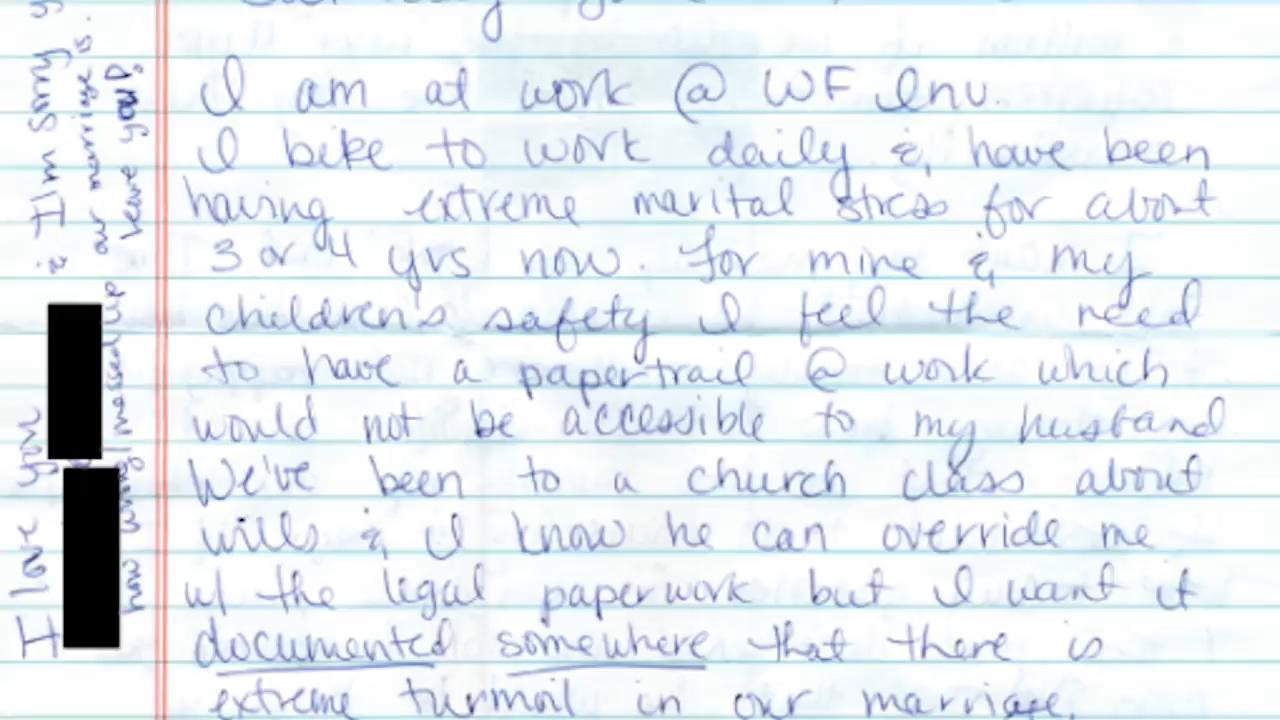 I am at work @ WF Inv.
I bike to work daily & have been
having extreme marital stress for about
3 or 4 yrs now. For mine & my
children's safety I feel the need
to have a papertrail @ work which
would not be accessible to my husband
We've been to a church class about
wills & I know he can override me
w/ the legal paperwork but I want it
documented somewhere that there is
extreme turmoil in our marriage.
I love you
& I'm sorry
how wrong/messed up
our marriage is.
leave your